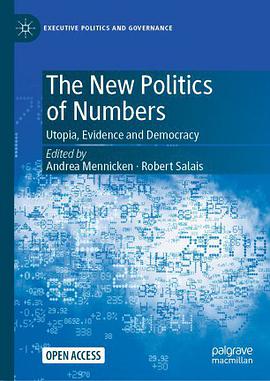 EXECUTIVE POLITICS AND GOVERNANCE
The New Politics
of Numbers
Utopia, Evidence and Democracy
Edited by
Andrea Mennicken · Robert Salais
OPEN ACCESS
palgrave
macmillan